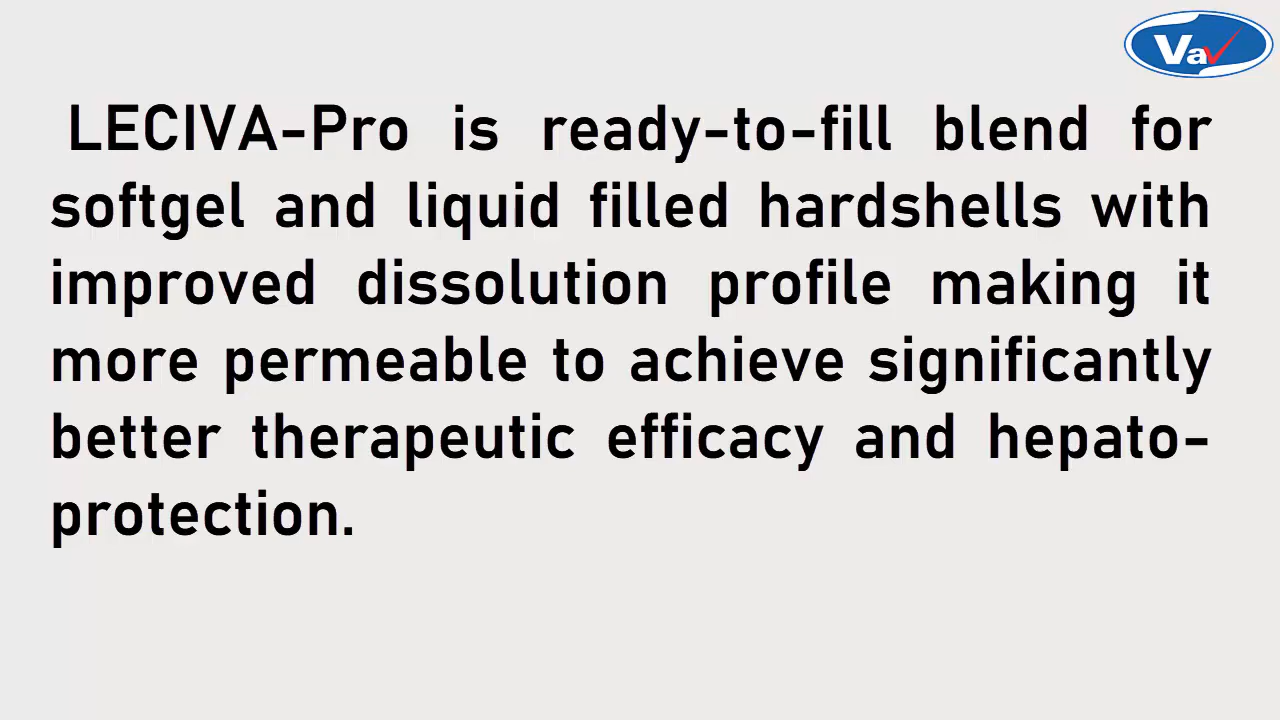 Vav
LECIVA-Pro is ready-to-fill blend for
softgel and liquid filled hardshells with
improved dissolution profile making it
more permeable to achieve significantly
better therapeutic efficacy and hepato-
protection.